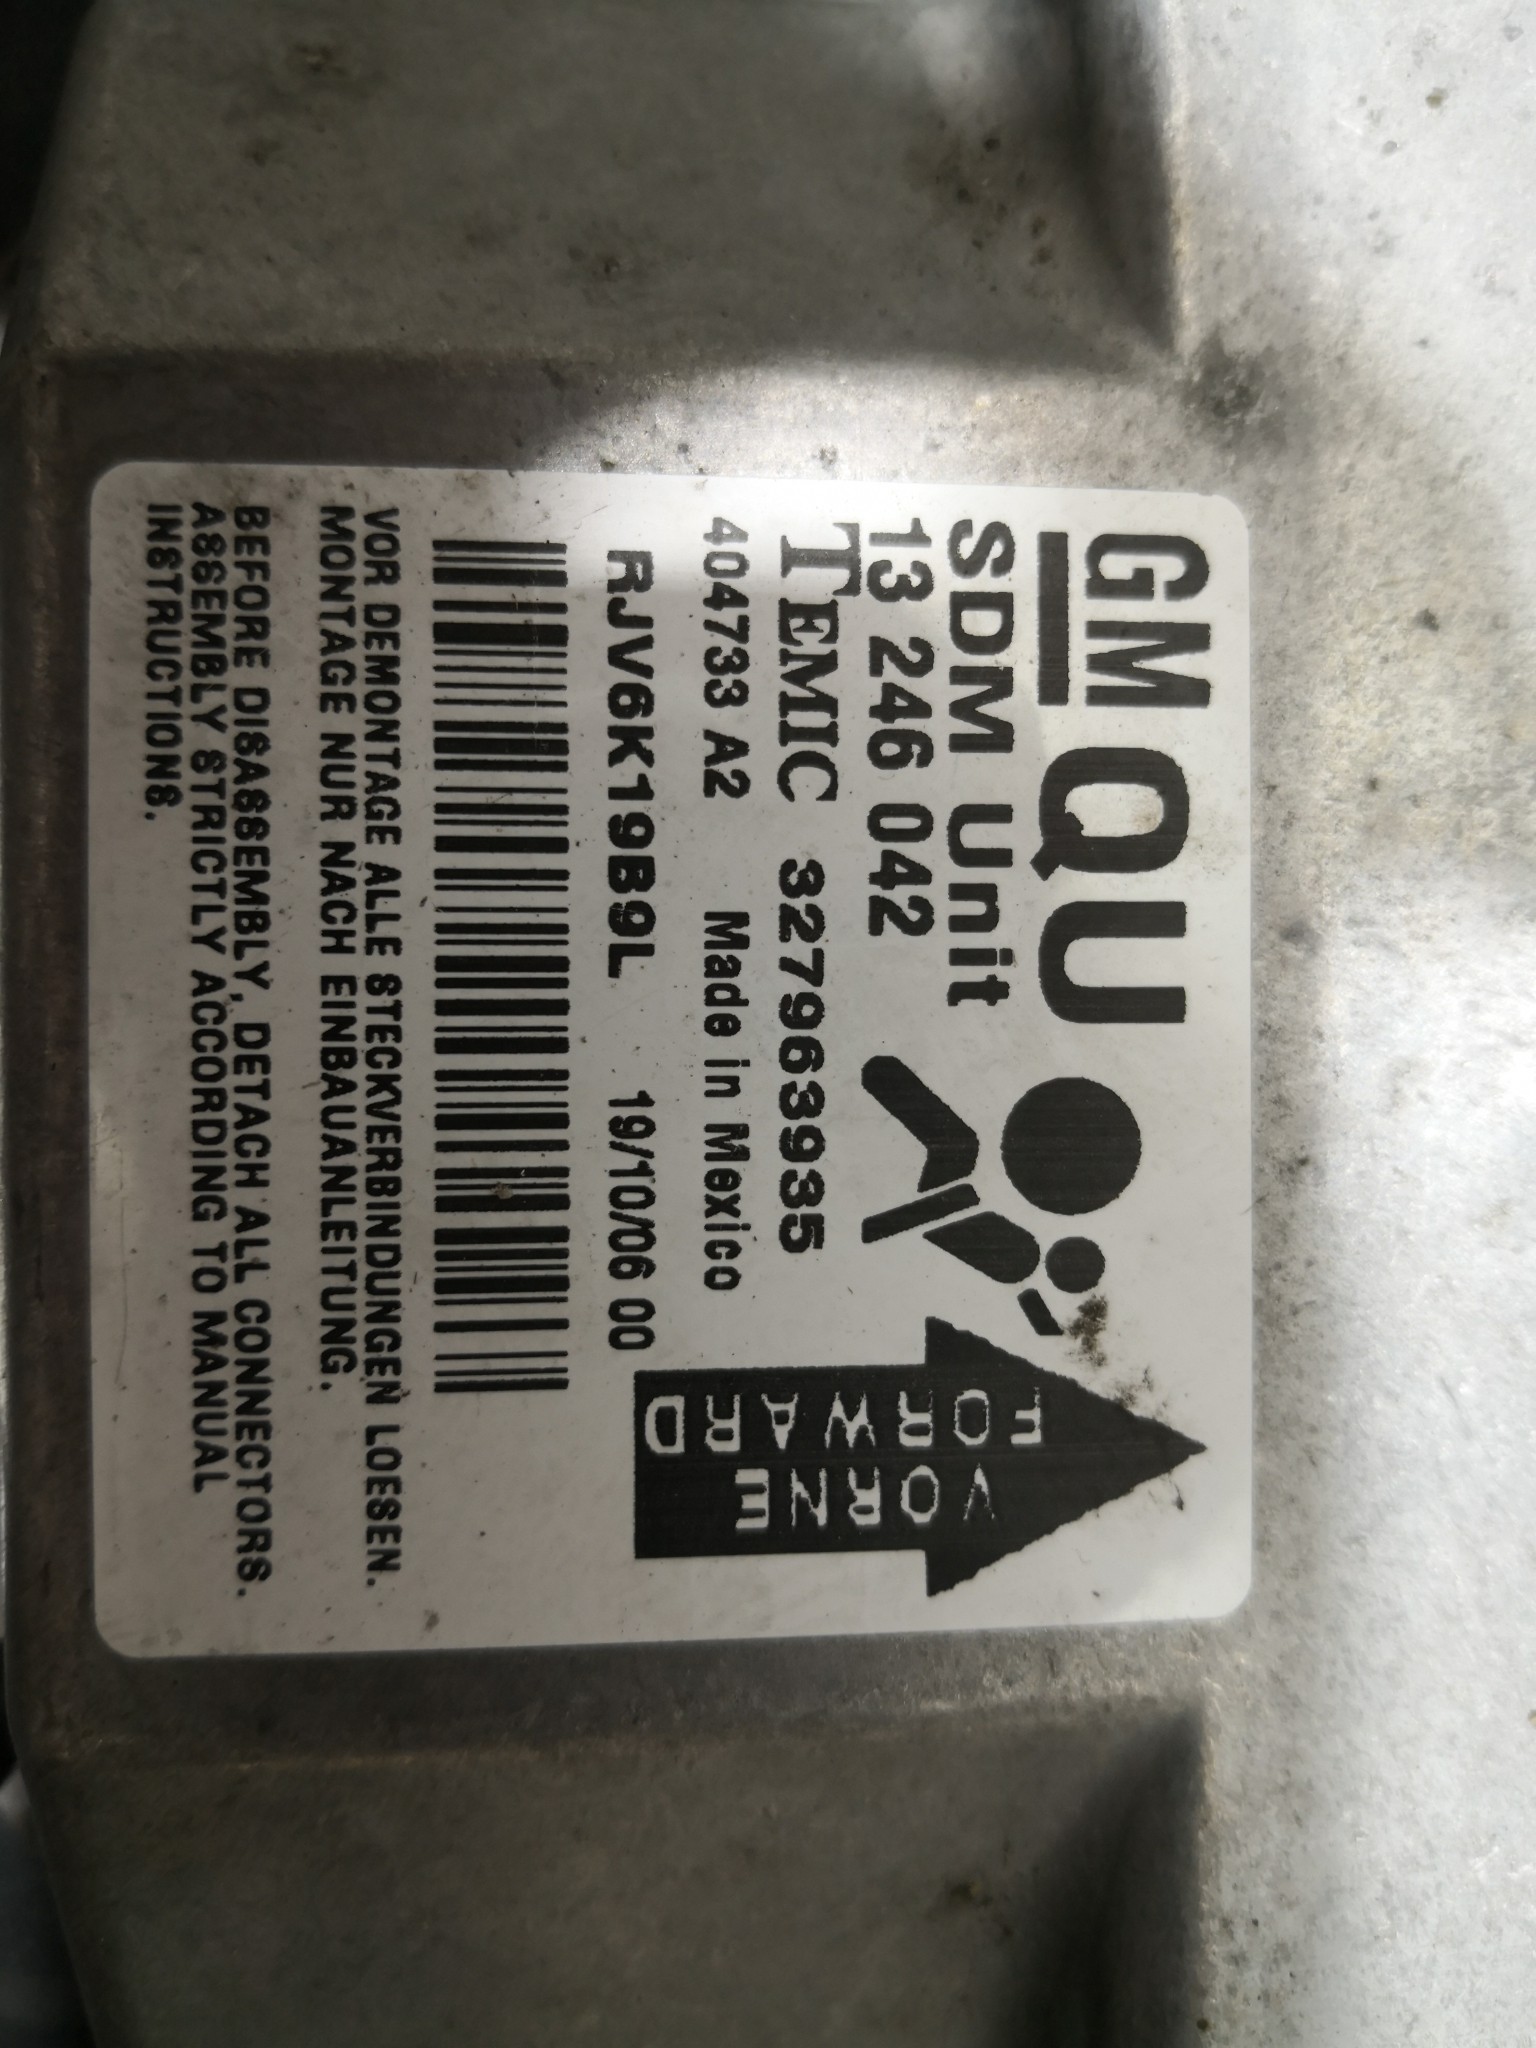 GM QU
SDM Unit
13 246 042
TEMIC 327963935
404733 A2 Made in Mexico
RJV6K19B9L 19/10/06 00
VORNE
FORWARD
VOR DEMONTAGE ALLE STECKVERBINDUNGEN LOESEN.
MONTAGE NUR NACH EINBAUANLEITUNG.
BEFORE DISASSEMBLY, DETACH ALL CONNECTORS.
ASSEMBLY STRICTLY ACCORDING TO MANUAL
INSTRUCTIONS.